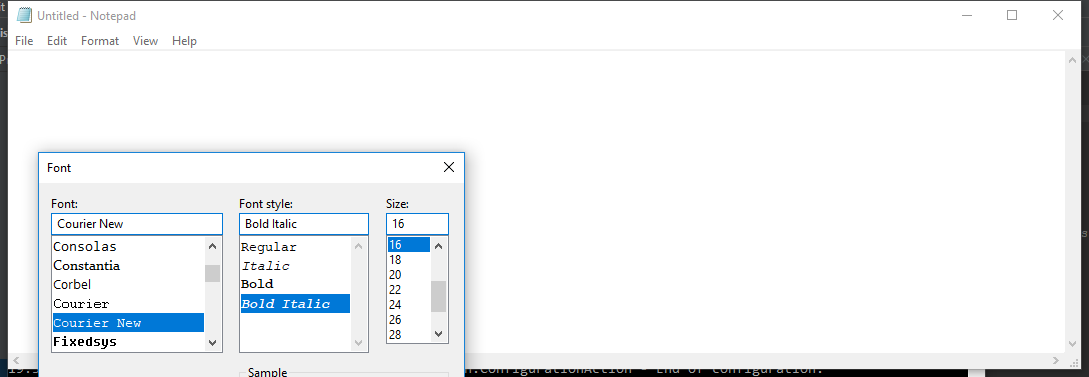 Untitled - Notepad
File Edit Format View Help
Font
Font: Font style: Size:
Courier New Bold Italic 16
Consolas Regular 16
Constantia Italic 18
Corbel Bold 20
Courier Bold Italic 22
Courier New 24
Fixedsys 26
28
Sample
ConfigurationAction - End of configuration.